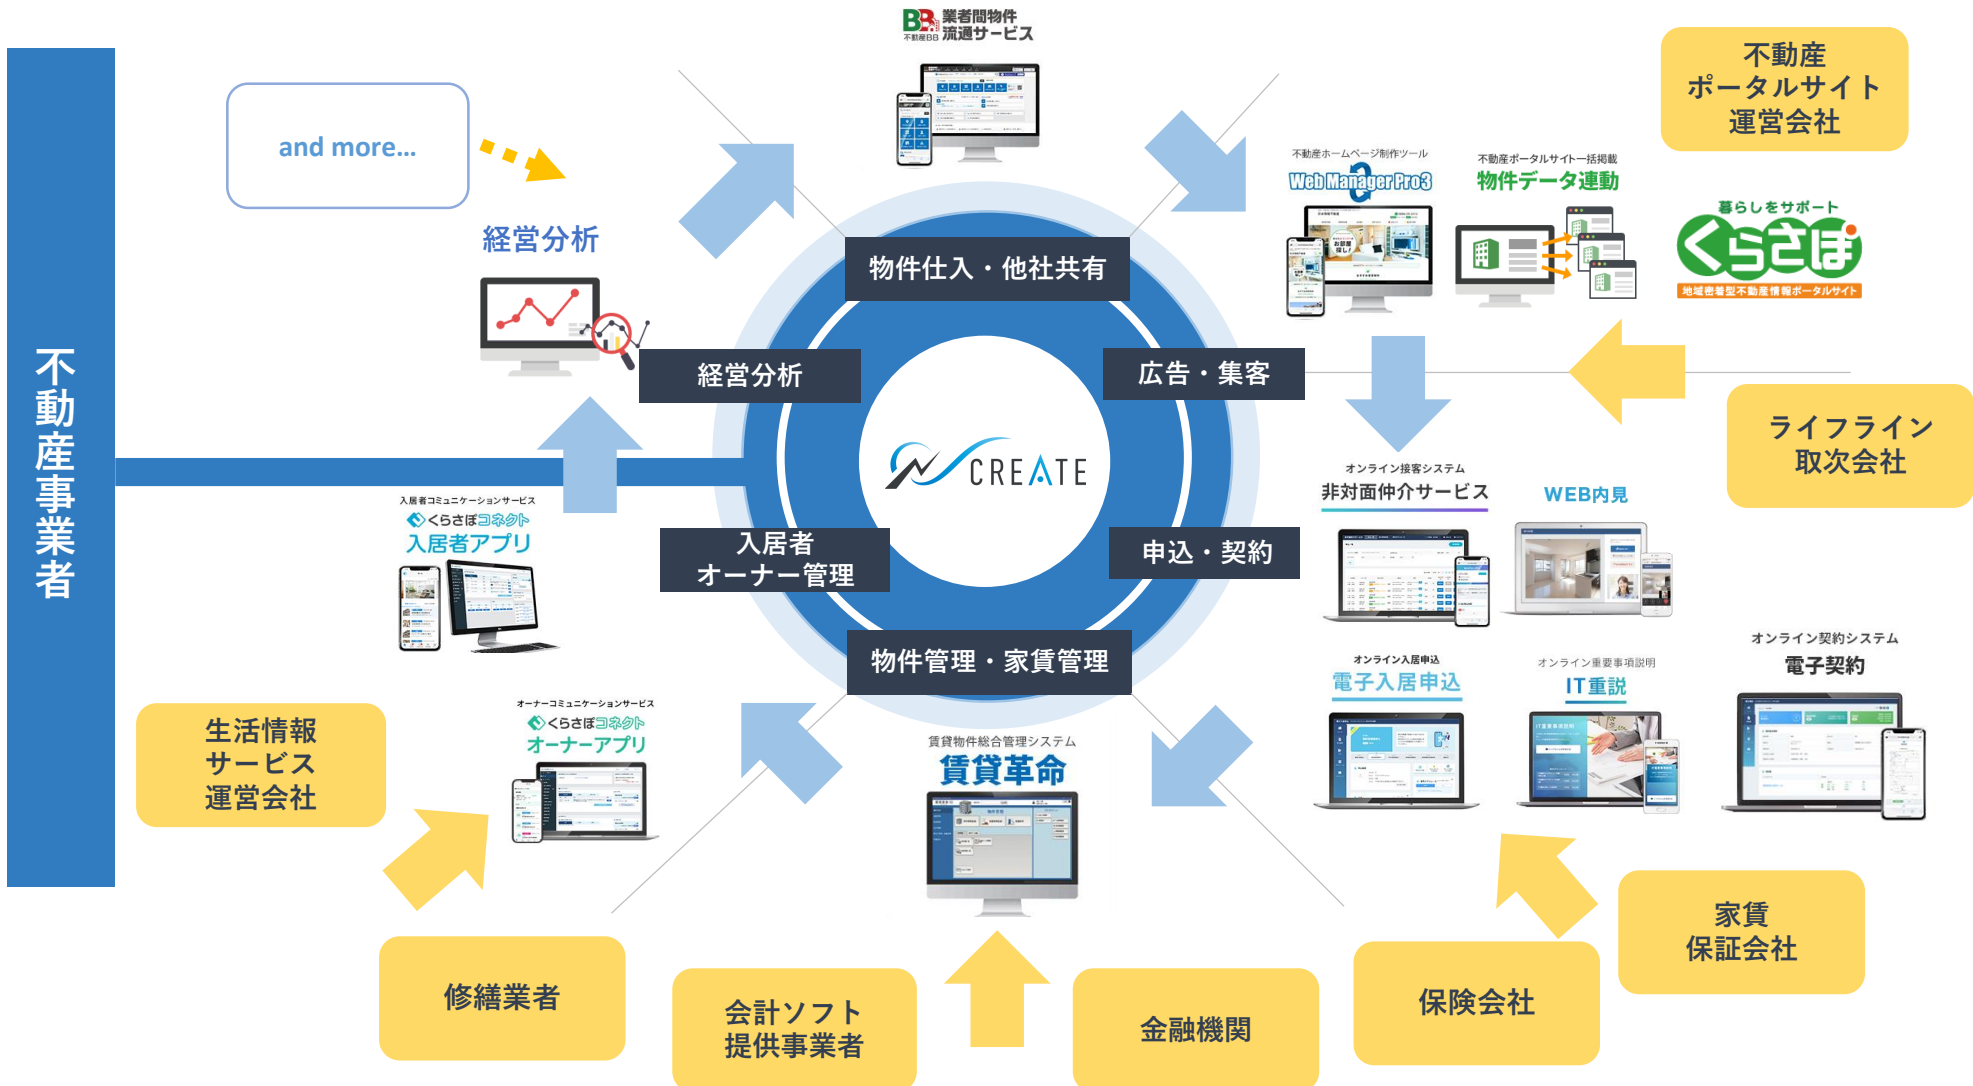 不動産事業者
and more...
BB.
不動産BB
業者間物件
流通サービス
不動産
ポータルサイト
運営会社
不動産ホームページ制作ツール
Web Manager Pro3
不動産ポータルサイト一括掲載
物件データ連動
暮らしをサポート
くらさぽ
地域密着型不動産情報ポータルサイト
経営分析
物件仕入・他社共有
経営分析
広告・集客
CREATE
入居者
オーナー管理
申込・契約
物件管理・家賃管理
ライフライン
取次会社
オンライン接客システム
非対面仲介サービス
WEB内見
入居者コミュニケーションサービス
くらさぽコネクト
入居者アプリ
オンライン入居申込
電子入居申込
オンライン重要事項説明
IT重説
オンライン契約システム
電子契約
オーナーコミュニケーションサービス
くらさぽコネクト
オーナーアプリ
賃貸物件総合管理システム
賃貸革命
生活情報
サービス
運営会社
修繕業者
会計ソフト
提供事業者
金融機関
保険会社
家賃
保証会社